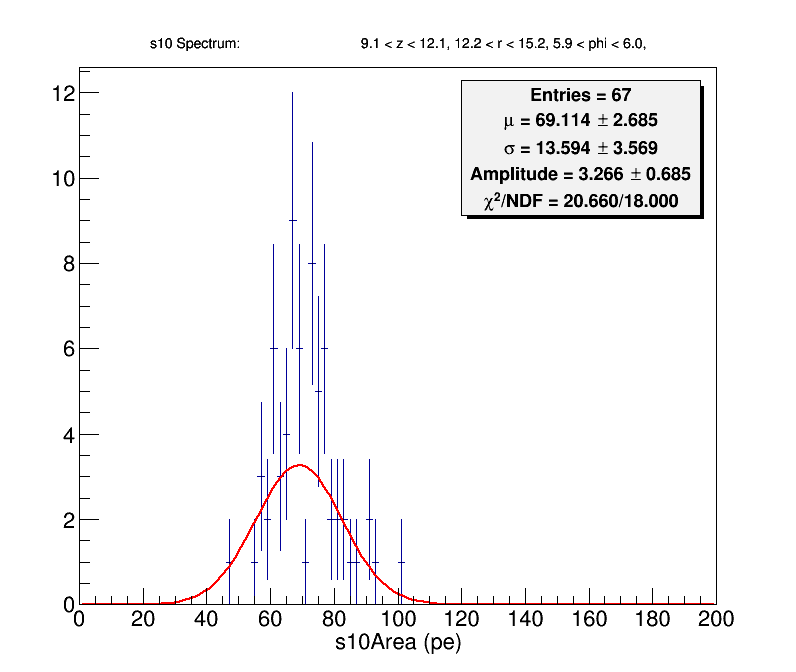 s10 Spectrum: 9.1 < z < 12.1, 12.2 < r < 15.2, 5.9 < phi < 6.0,
Entries = 67
μ = 69.114 ± 2.685
σ = 13.594 ± 3.569
Amplitude = 3.266 ± 0.685
χ²/NDF = 20.660/18.000
12
10
8
6
4
2
0
0 20 40 60 80 100 120 140 160 180 200
s10Area (pe)